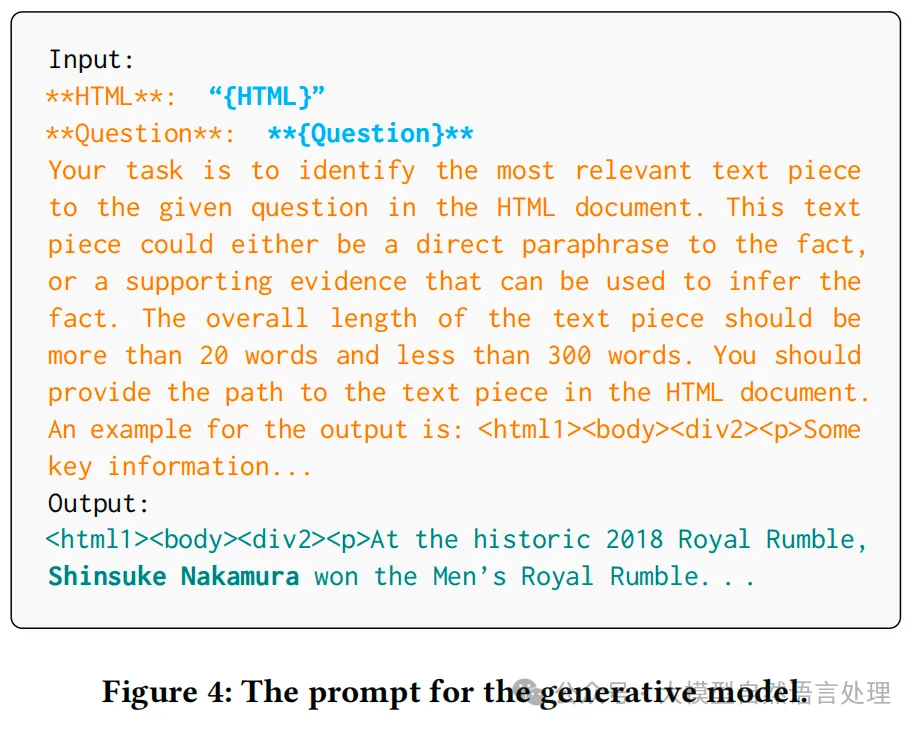 Input:
**HTML**: “{HTML}”
**Question**: **{Question}**
Your task is to identify the most relevant text piece
to the given question in the HTML document. This text
piece could either be a direct paraphrase to the fact,
or a supporting evidence that can be used to infer the
fact. The overall length of the text piece should be
more than 20 words and less than 300 words. You should
provide the path to the text piece in the HTML document.
An example for the output is: <html1><body><div2><p>Some
key information...
Output:
<html1><body><div2><p>At the historic 2018 Royal Rumble,
Shinsuke Nakamura won the Men’s Royal Rumble. . .
Figure 4: The prompt for the generative model.
公众号 · 大模型自然语言处理